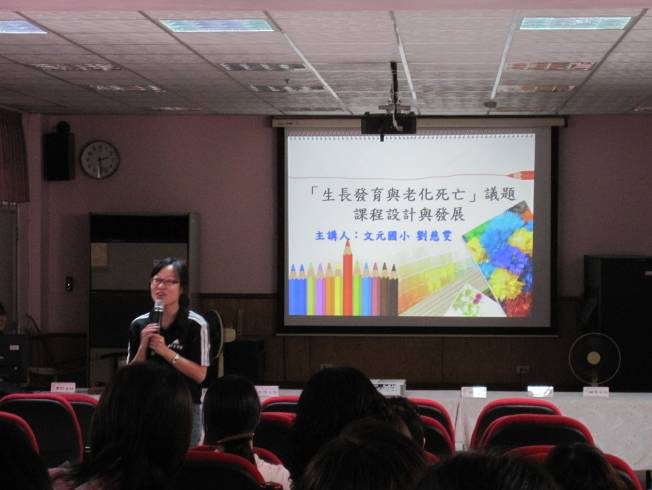 「生長發育與老化死亡」議題
課程設計與發展
主講人：文元國小 劉慈雯